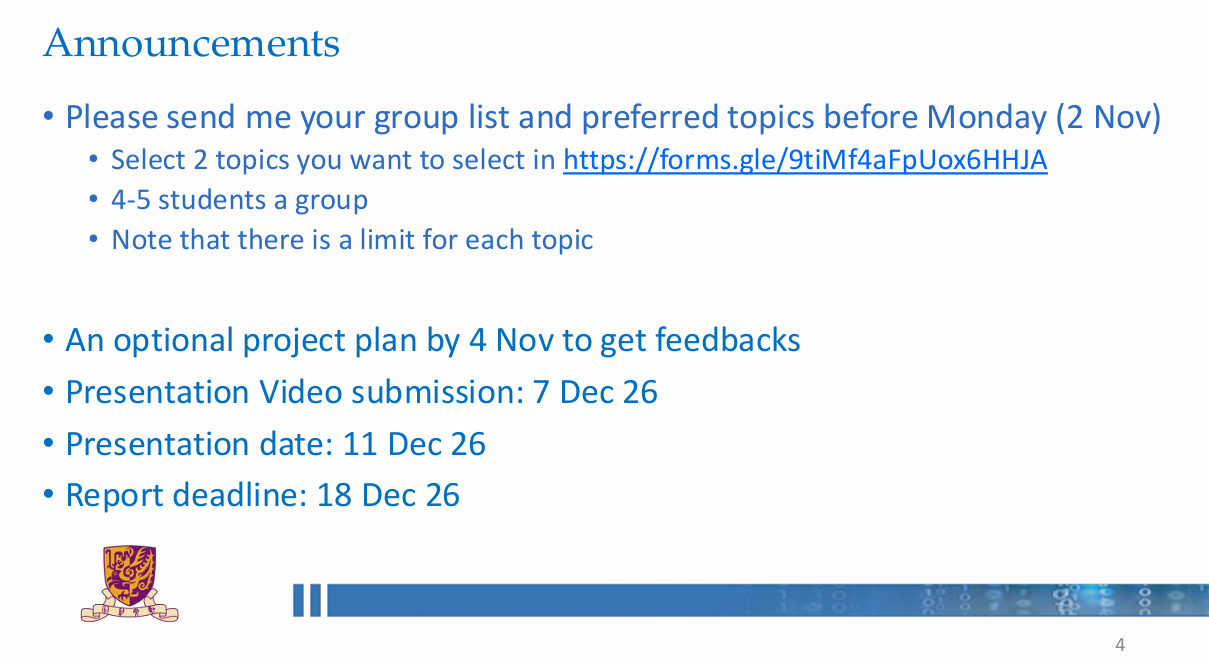 Announcements
• Please send me your group list and preferred topics before Monday (2 Nov)
• Select 2 topics you want to select in https://forms.gle/9tiMf4aFpUox6HHJA
• 4-5 students a group
• Note that there is a limit for each topic
• An optional project plan by 4 Nov to get feedbacks
• Presentation Video submission: 7 Dec 26
• Presentation date: 11 Dec 26
• Report deadline: 18 Dec 26
4